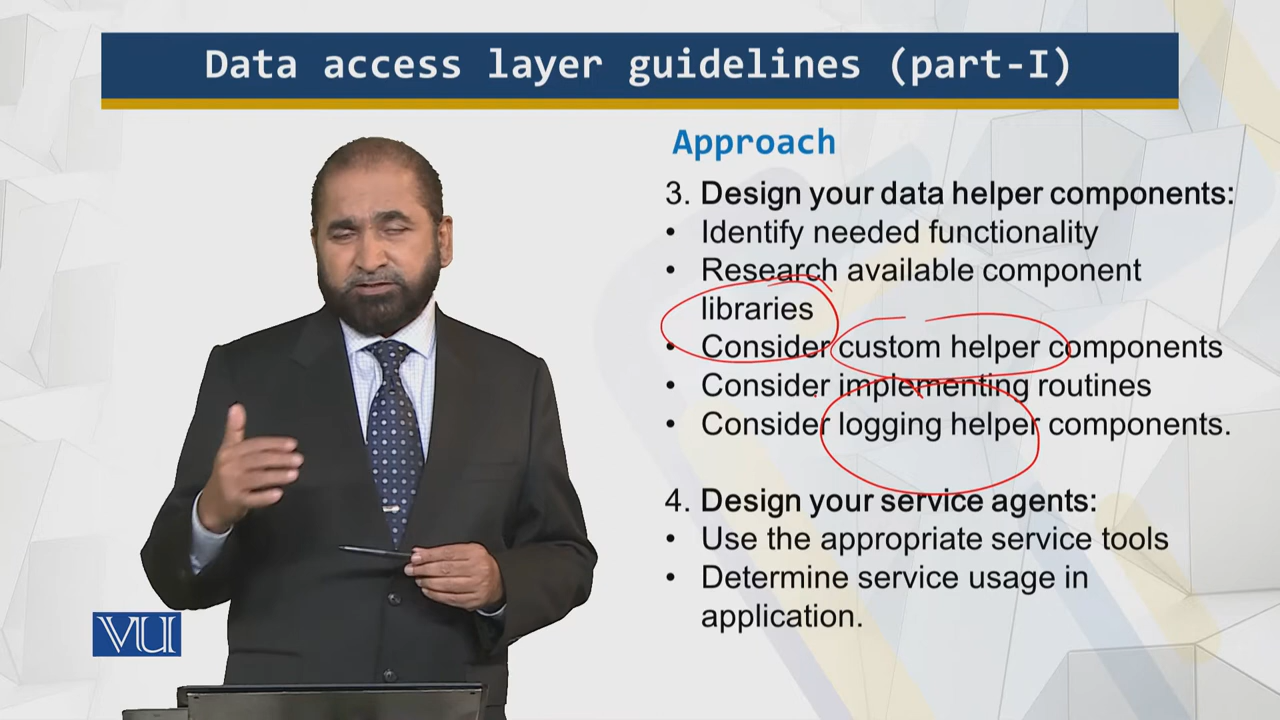 Data access layer guidelines (part-I)
Approach
3. Design your data helper components:
• Identify needed functionality
• Research available component
libraries
• Consider custom helper components
• Consider implementing routines
• Consider logging helper components.
4. Design your service agents:
• Use the appropriate service tools
• Determine service usage in
application.
VU